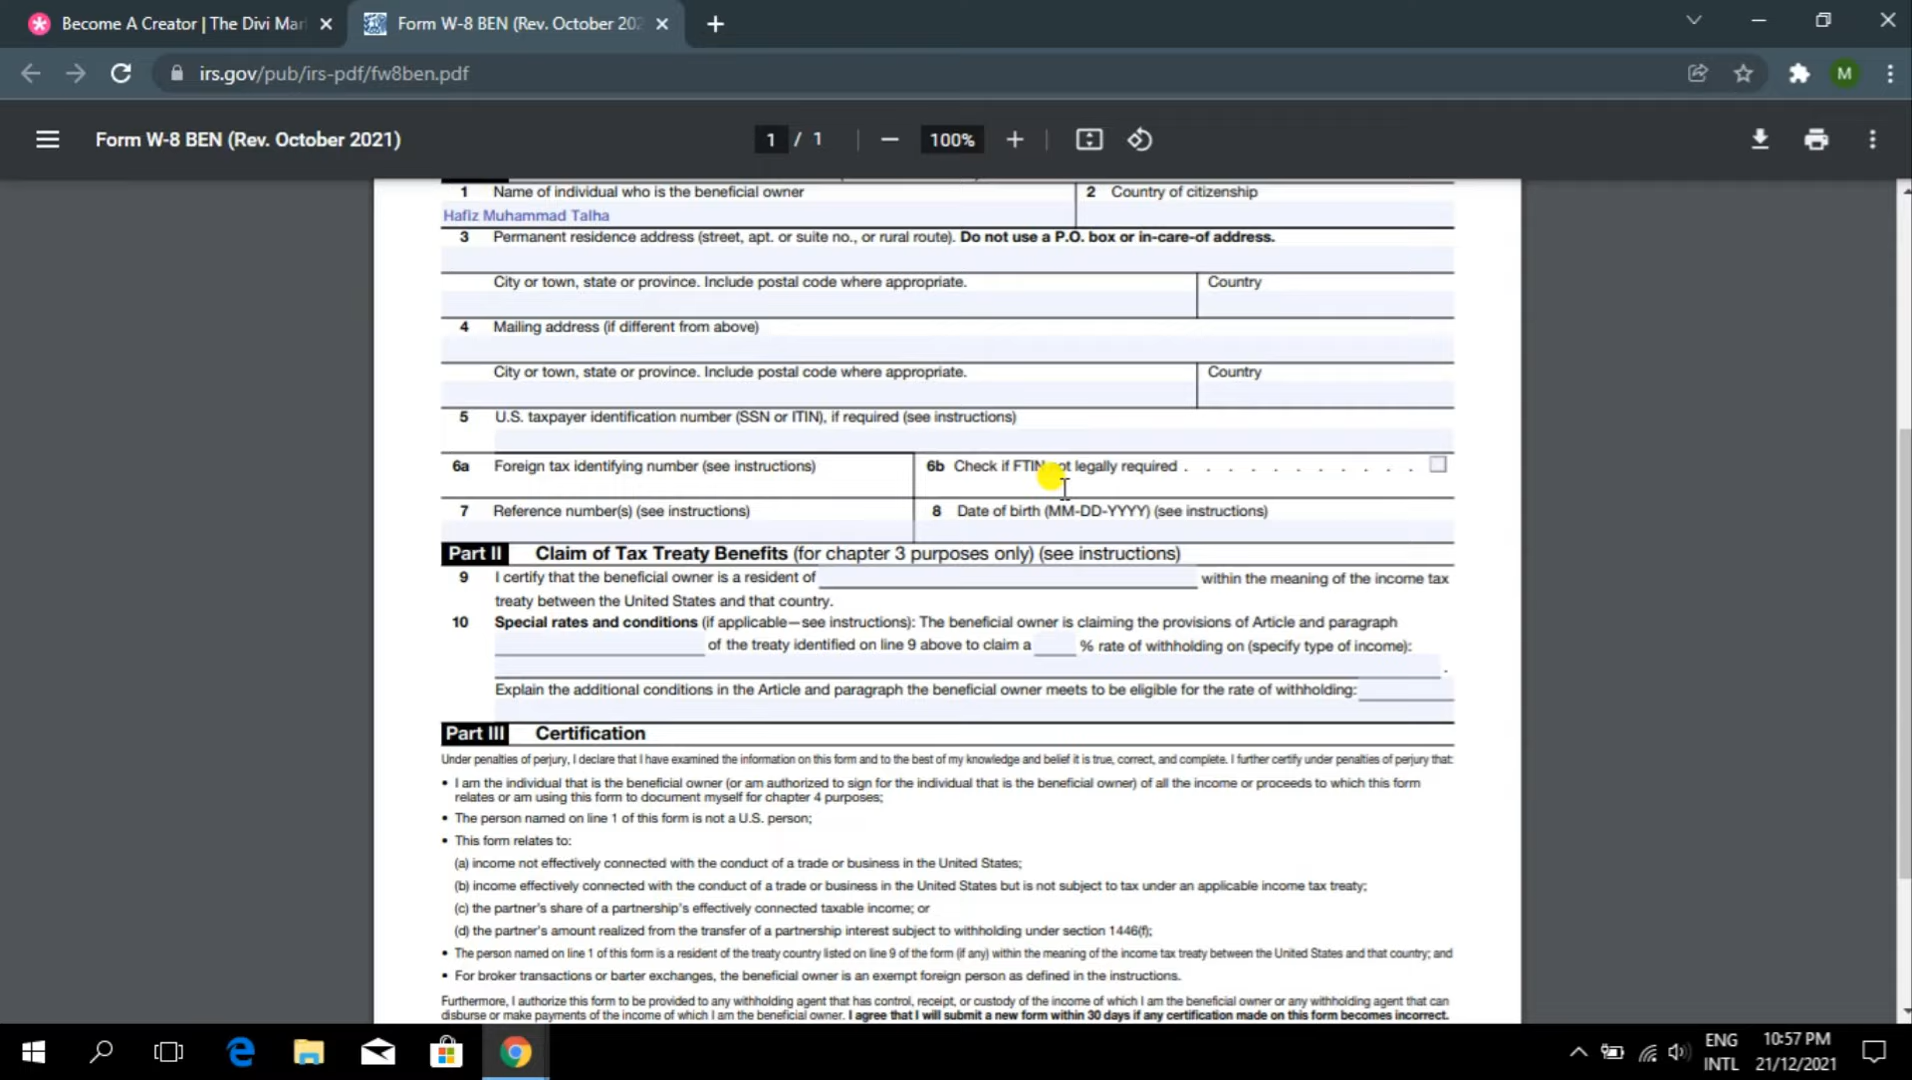 Become A Creator | The Divi Mar
Form W-8 BEN (Rev. October 202
irs.gov/pub/irs-pdf/fw8ben.pdf
M
Form W-8 BEN (Rev. October 2021)
1 / 1
100%
1 Name of individual who is the beneficial owner
2 Country of citizenship
Hafiz Muhammad Talha
3 Permanent residence address (street, apt. or suite no., or rural route). Do not use a P.O. box or in-care-of address.
City or town, state or province. Include postal code where appropriate.
Country
4 Mailing address (if different from above)
City or town, state or province. Include postal code where appropriate.
Country
5 U.S. taxpayer identification number (SSN or ITIN), if required (see instructions)
6a Foreign tax identifying number (see instructions)
6b Check if FTIN not legally required . . . . . . . . . . .
7 Reference number(s) (see instructions)
8 Date of birth (MM-DD-YYYY) (see instructions)
Part II Claim of Tax Treaty Benefits (for chapter 3 purposes only) (see instructions)
9 I certify that the beneficial owner is a resident of within the meaning of the income tax
treaty between the United States and that country.
10 Special rates and conditions (if applicable—see instructions): The beneficial owner is claiming the provisions of Article and paragraph
of the treaty identified on line 9 above to claim a % rate of withholding on (specify type of income):
.
Explain the additional conditions in the Article and paragraph the beneficial owner meets to be eligible for the rate of withholding:
Part III Certification
Under penalties of perjury, I declare that I have examined the information on this form and to the best of my knowledge and belief it is true, correct, and complete. I further certify under penalties of perjury that:
• I am the individual that is the beneficial owner (or am authorized to sign for the individual that is the beneficial owner) of all the income or proceeds to which this form
relates or am using this form to document myself for chapter 4 purposes;
• The person named on line 1 of this form is not a U.S. person;
• This form relates to:
(a) income not effectively connected with the conduct of a trade or business in the United States;
(b) income effectively connected with the conduct of a trade or business in the United States but is not subject to tax under an applicable income tax treaty;
(c) the partner's share of a partnership's effectively connected taxable income; or
(d) the partner's amount realized from the transfer of a partnership interest subject to withholding under section 1446(f);
• The person named on line 1 of this form is a resident of the treaty country listed on line 9 of the form (if any) within the meaning of the income tax treaty between the United States and that country; and
• For broker transactions or barter exchanges, the beneficial owner is an exempt foreign person as defined in the instructions.
Furthermore, I authorize this form to be provided to any withholding agent that has control, receipt, or custody of the income of which I am the beneficial owner or any withholding agent that can
disburse or make payments of the income of which I am the beneficial owner. I agree that I will submit a new form within 30 days if any certification made on this form becomes incorrect.
ENG
INTL
10:57 PM
21/12/2021